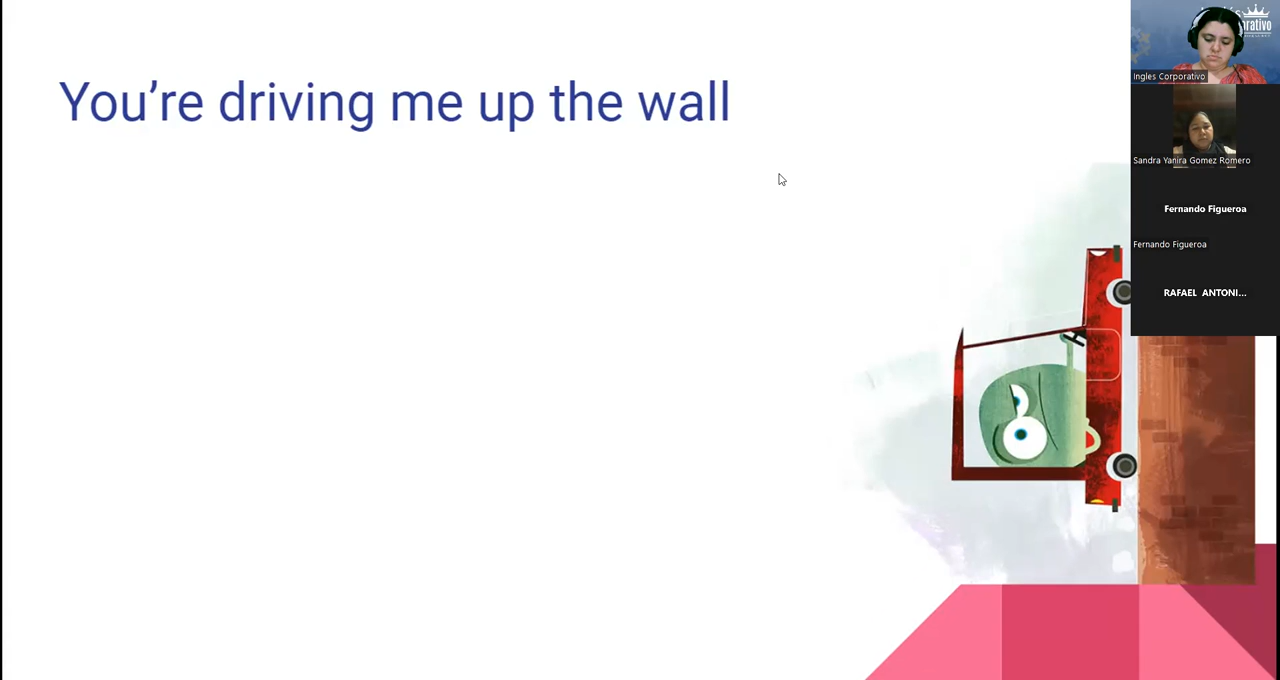 You’re driving me up the wall
Ingles Corporativo
Sandra Yanira Gomez Romero
Fernando Figueroa
Fernando Figueroa
RAFAEL ANTONI...